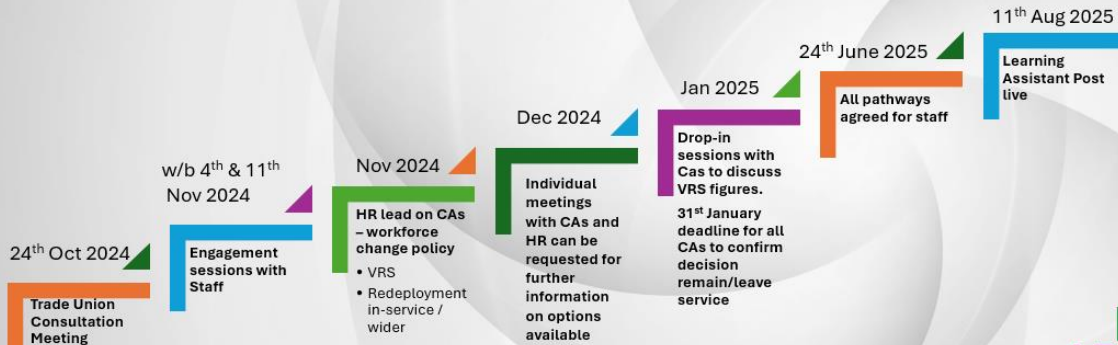 24th Oct 2024
Trade Union
Consultation
Meeting
w/b 4th & 11th
Nov 2024
Engagement
sessions with
Staff
Nov 2024
HR lead on CAs
– workforce
change policy
• VRS
• Redeployment
in-service /
wider
Dec 2024
Individual
meetings
with CAs and
HR can be
requested for
further
information
on options
available
Jan 2025
Drop-in
sessions with
Cas to discuss
VRS figures.
31st January
deadline for all
CAs to confirm
decision
remain/leave
service
24th June 2025
All pathways
agreed for staff
11th Aug 2025
Learning
Assistant Post
live